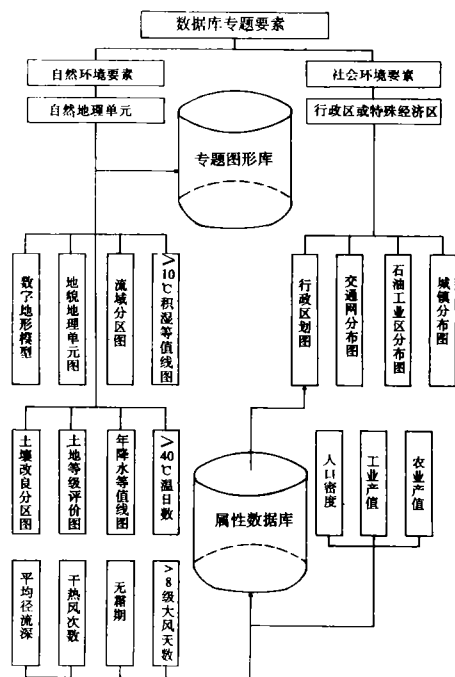 数据库专题要素
自然环境要素
社会环境要素
自然地理单元
行政区或特殊经济区
专题图形库
数字地形模型
地貌地理单元图
流域分区图
≥10℃积湿等值线图
行政区划图
交通网分布图
石油工业区分布图
城镇分布图
土壤改良分区图
土地等级评价图
年降水等值线图
≥40℃温日数
属性数据库
人口密度
工业产值
农业产值
平均径流深
干热风次数
无霜期
>8级大风天数